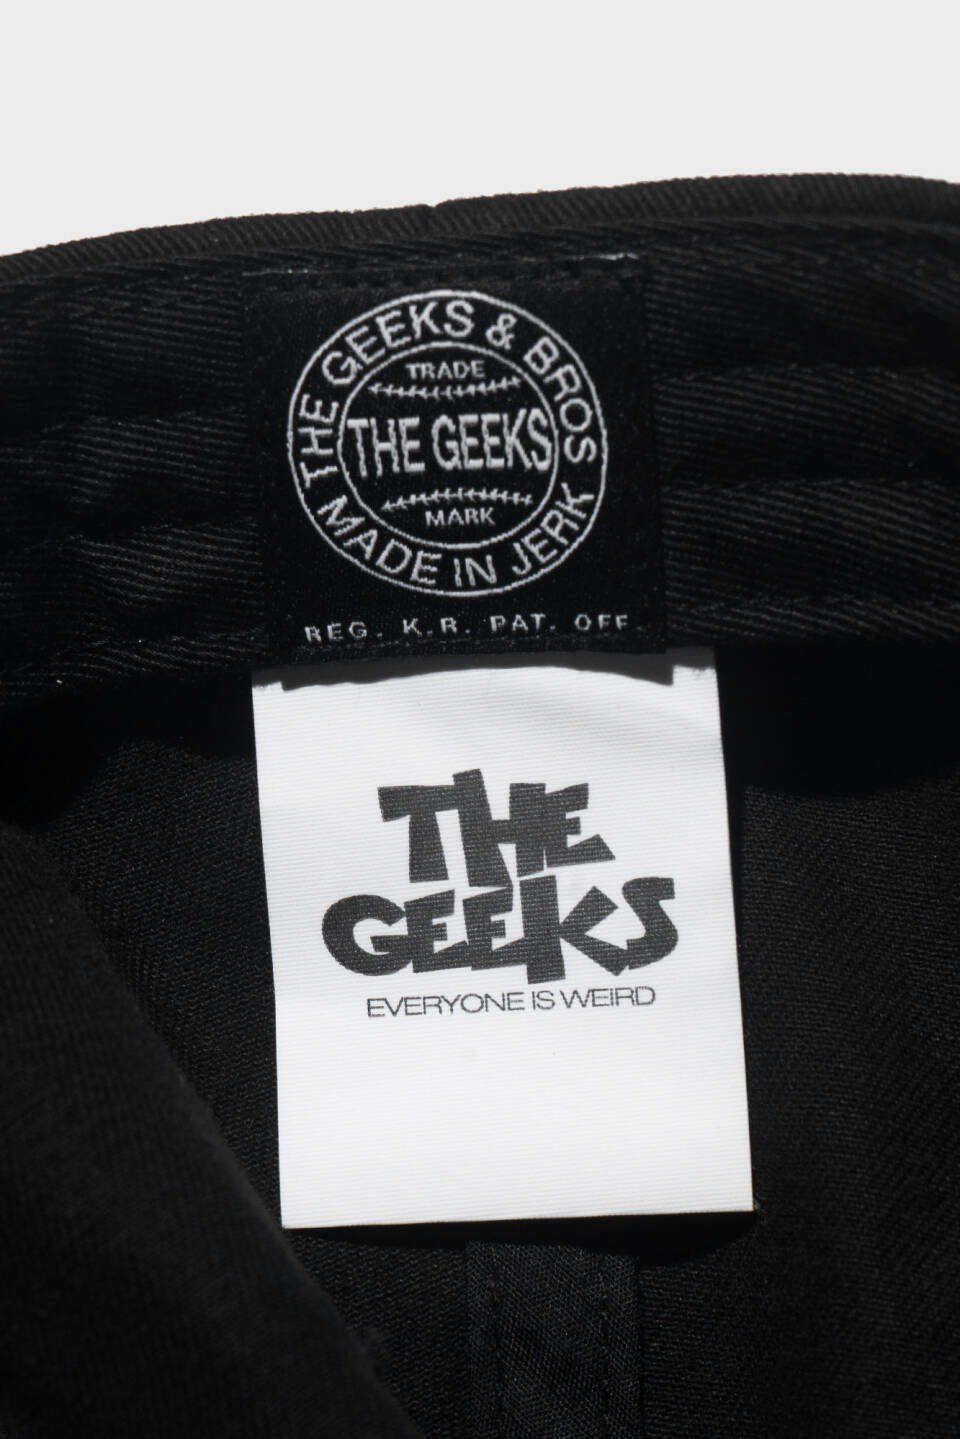 THE GEEKS & BROS
TRADE
THE GEEKS
MARK
MADE IN JERK
REG. K.R. PAT. OFF.
THE
GEEKS
EVERYONE IS WEIRD